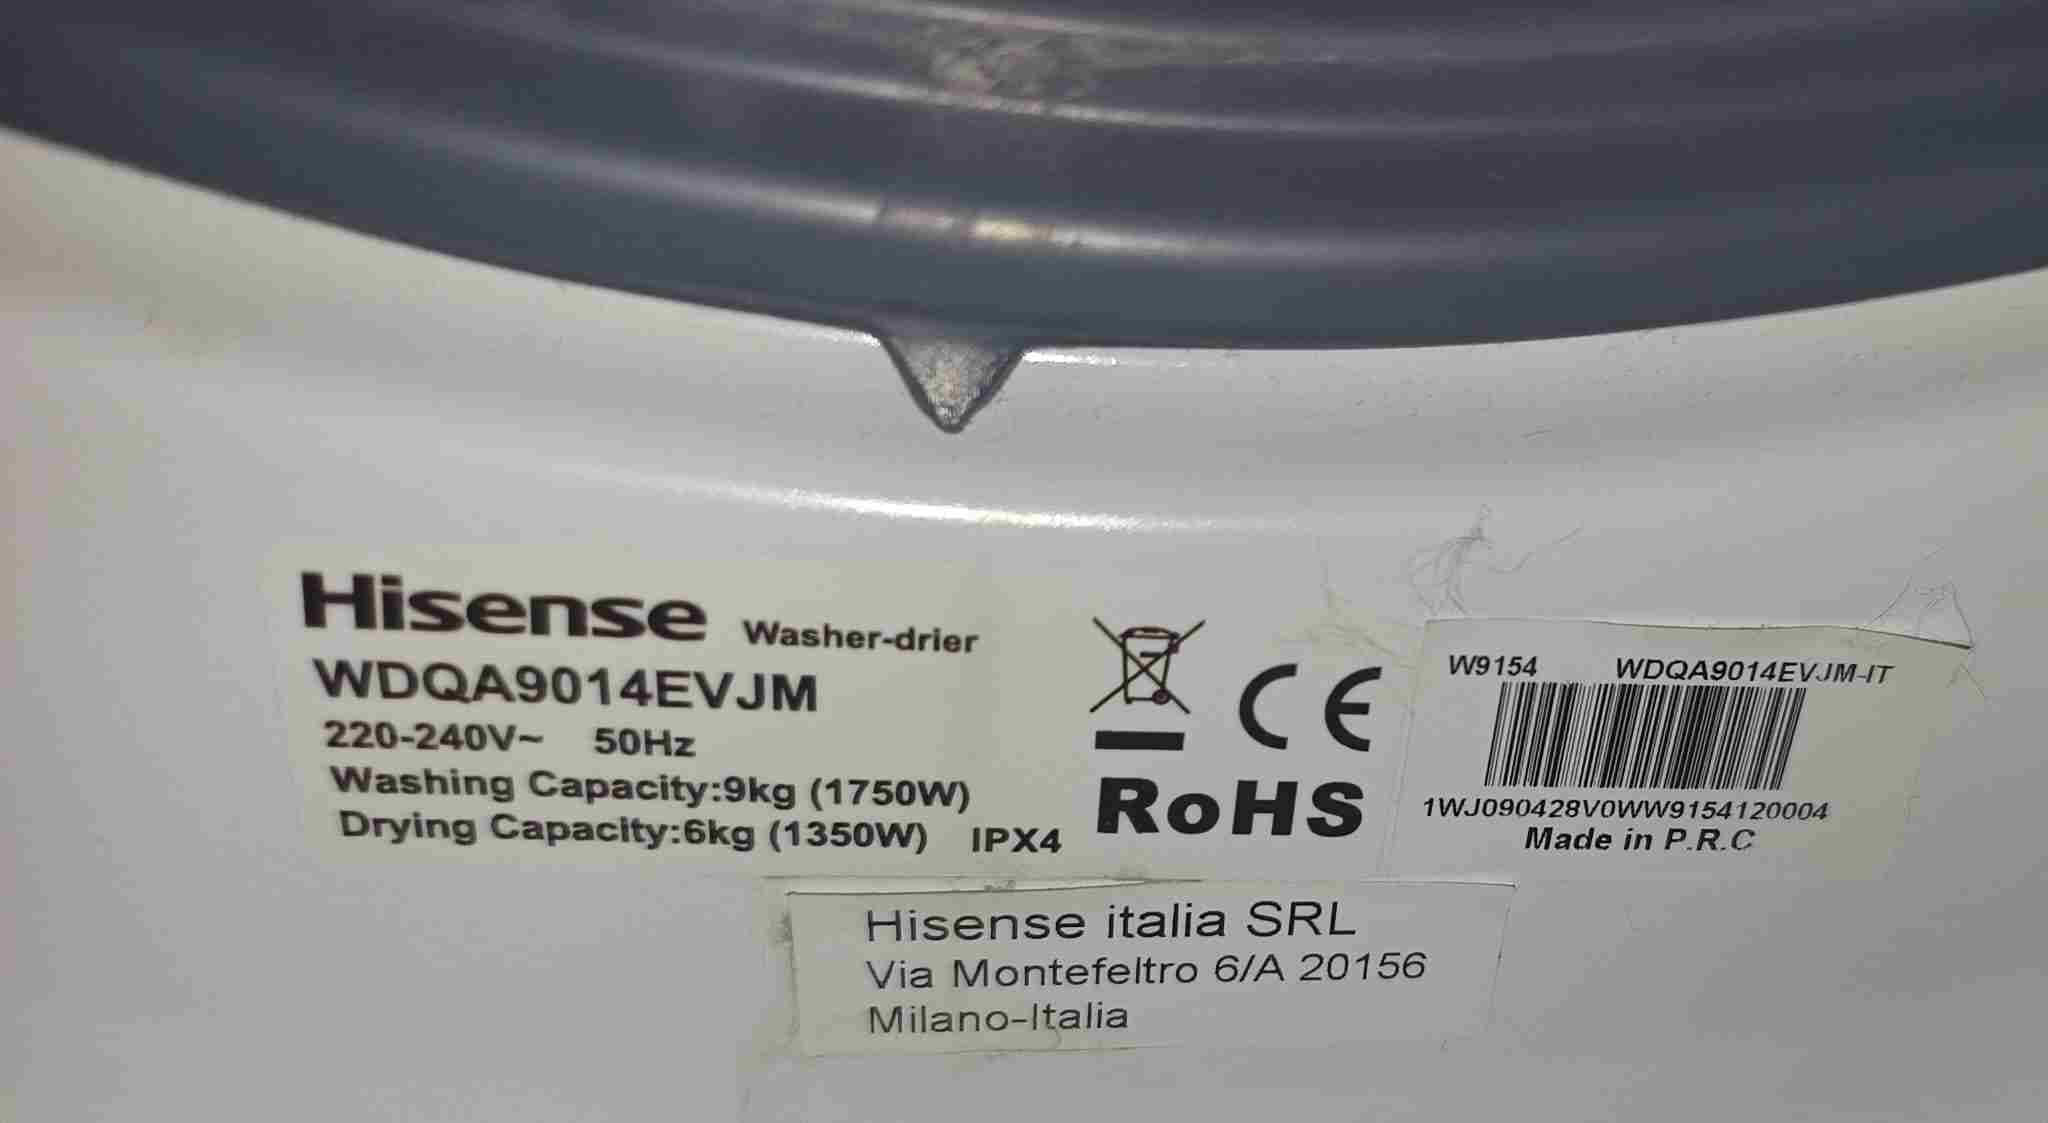 Hisense Washer-drier
WDQA9014EVJM
220-240V~ 50Hz
Washing Capacity:9kg (1750W)
Drying Capacity:6kg (1350W) IPX4
CE
RoHS
W9154 WDQA9014EVJM-IT
1WJ090428V0WW9154120004
Made in P.R.C
Hisense italia SRL
Via Montefeltro 6/A 20156
Milano-Italia